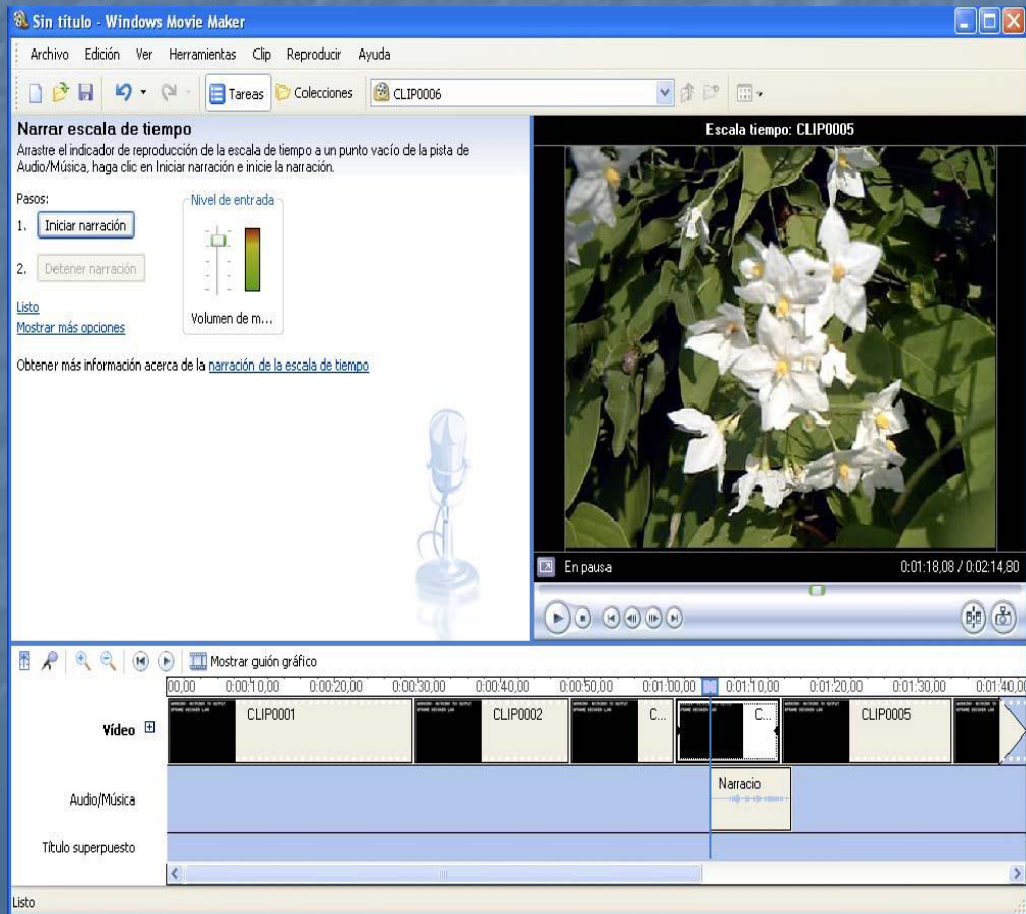 Sin título - Windows Movie Maker
Archivo Edición Ver Herramientas Clip Reproducir Ayuda
Tareas Colecciones CLIP0006
Narrar escala de tiempo
Arrastre el indicador de reproducción de la escala de tiempo a un punto vacío de la pista de
Audio/Música, haga clic en Iniciar narración e inicie la narración.
Pasos:
1. Iniciar narración
2. Detener narración
Listo
Mostrar más opciones
Nivel de entrada
Volumen de m...
Obtener más información acerca de la narración de la escala de tiempo
Escala tiempo: CLIP0005
En pausa 0:01:18,08 / 0:02:14,80
Mostrar guión gráfico
00,00 0:00:10,00 0:00:20,00 0:00:30,00 0:00:40,00 0:00:50,00 0:01:00,00 0:01:10,00 0:01:20,00 0:01:30,00 0:01:40,00
Vídeo CLIP0001 CLIP0002 C... C... CLIP0005
Audio/Música Narracio
Título superpuesto
Listo